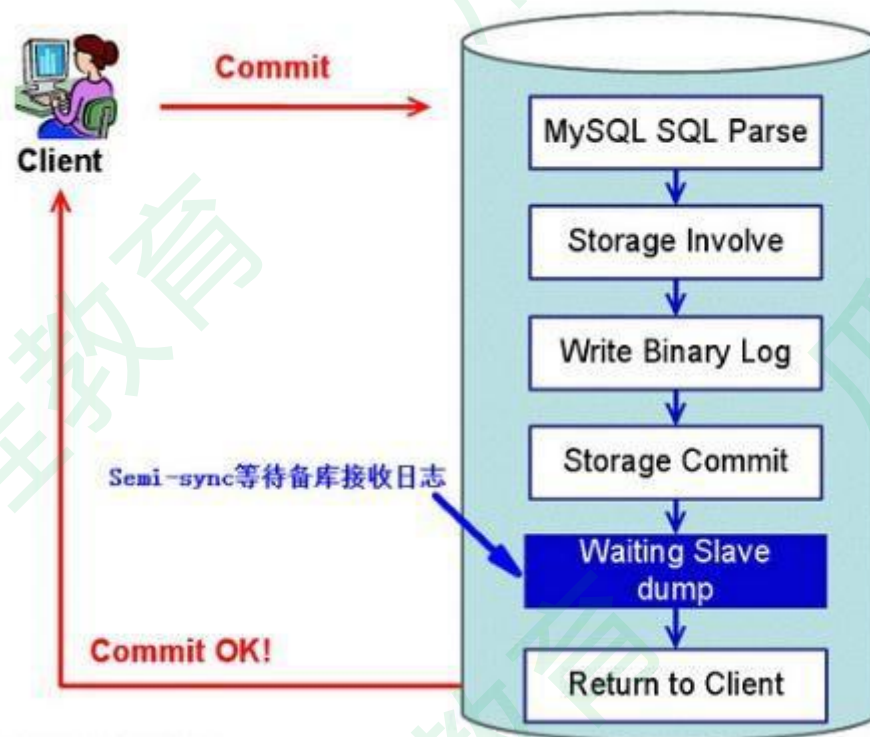 Commit
Client
MySQL SQL Parse
Storage Involve
Write Binary Log
Storage Commit
Semi-sync等待备库接收日志
Waiting Slave
dump
Commit OK!
Return to Client